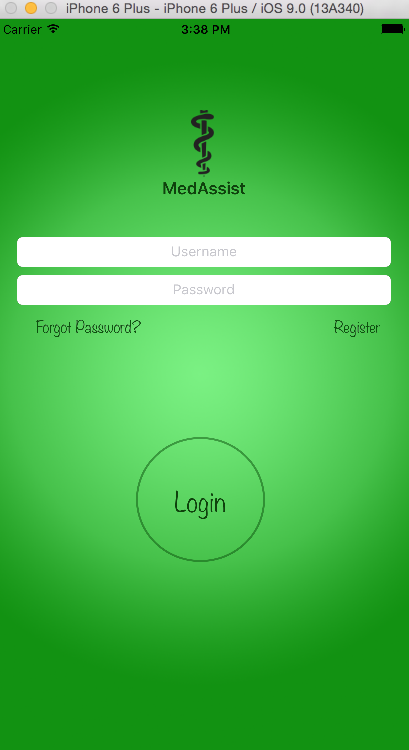 iPhone 6 Plus - iPhone 6 Plus / iOS 9.0 (13A340)
Carrier 3:38 PM
MedAssist
Username
Password
Forgot Password? Register
Login